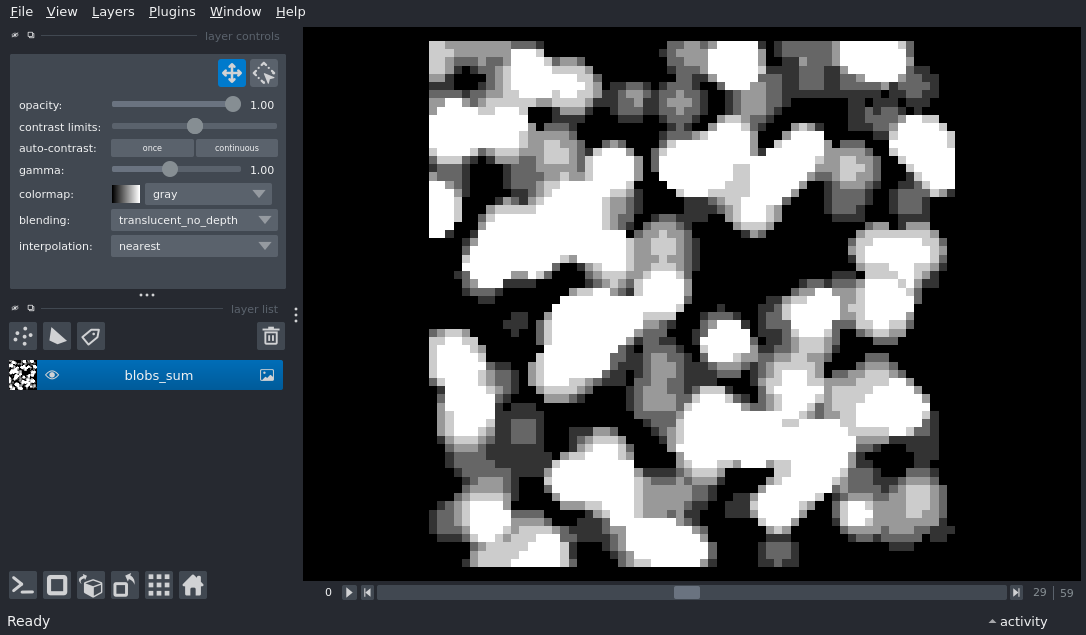 File View Layers Plugins Window Help
layer controls
opacity: 1.00
contrast limits:
auto-contrast: once continuous
gamma: 1.00
colormap: gray
blending: translucent_no_depth
interpolation: nearest
layer list
blobs_sum
0 29 59
Ready activity